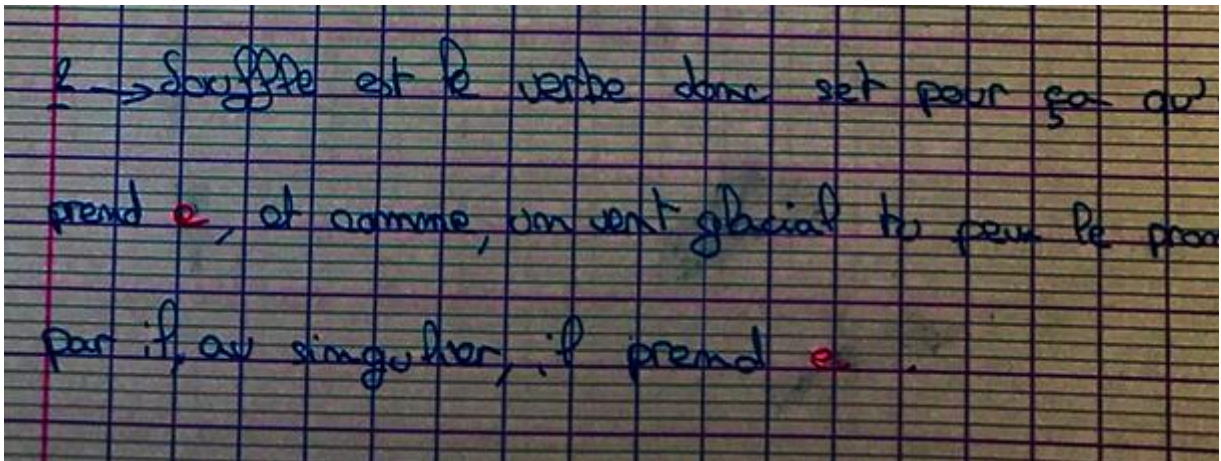 2 → Souffle est le verbe donc set pour ça qu'
prend e, et comme, un vent glacial tu peux le
par il, au singulier, il prend e.